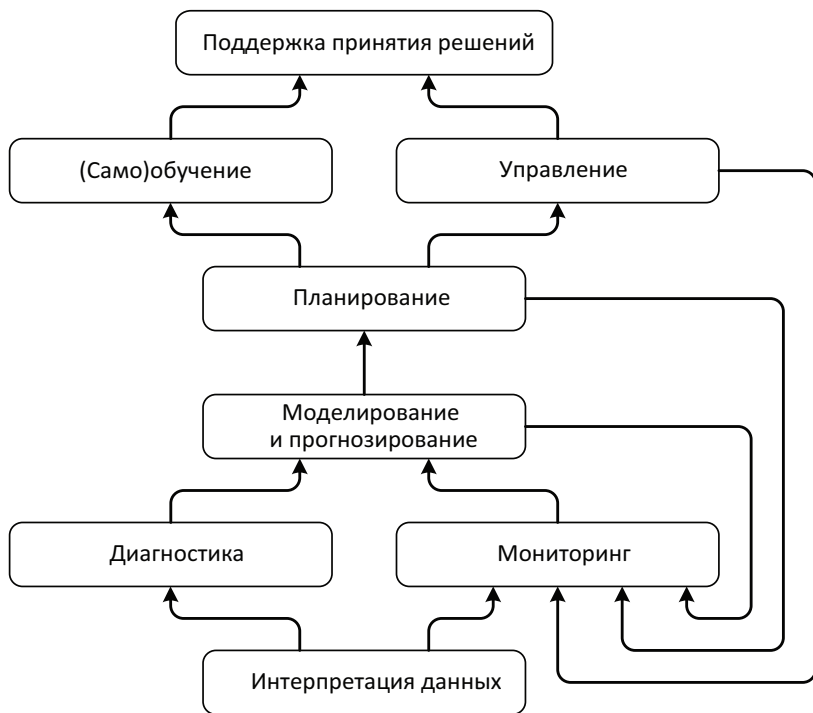 Поддержка принятия решений
(Само)обучение
Управление
Планирование
Моделирование
и прогнозирование
Диагностика
Мониторинг
Интерпретация данных